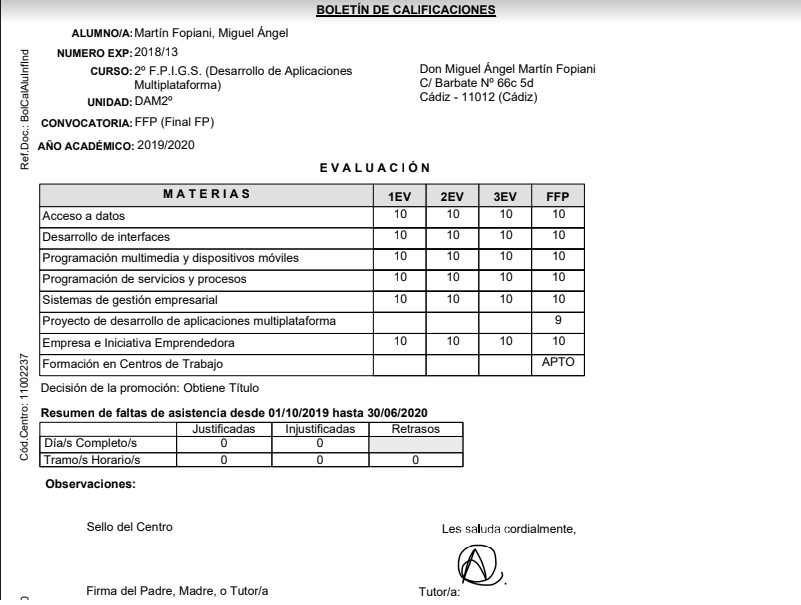 BOLETÍN DE CALIFICACIONES
ALUMNO/A: Martín Fopiani, Miguel Ángel
NUMERO EXP: 2018/13
CURSO: 2º F.P.I.G.S. (Desarrollo de Aplicaciones
Multiplataforma)
UNIDAD: DAM2º
CONVOCATORIA: FFP (Final FP)
AÑO ACADÉMICO: 2019/2020
Don Miguel Ángel Martín Fopiani
C/ Barbate Nº 66c 5d
Cádiz - 11012 (Cádiz)
Ref.Doc.: BolCalAluInfInd
EVALUACIÓN
MATERIAS 1EV 2EV 3EV FFP
Acceso a datos 10 10 10 10
Desarrollo de interfaces 10 10 10 10
Programación multimedia y dispositivos móviles 10 10 10 10
Programación de servicios y procesos 10 10 10 10
Sistemas de gestión empresarial 10 10 10 10
Proyecto de desarrollo de aplicaciones multiplataforma 9
Empresa e Iniciativa Emprendedora 10 10 10 10
Formación en Centros de Trabajo APTO
Cód.Centro: 11002237
Decisión de la promoción: Obtiene Título
Resumen de faltas de asistencia desde 01/10/2019 hasta 30/06/2020
Justificadas Injustificadas Retrasos
Día/s Completo/s 0 0
Tramo/s Horario/s 0 0 0
Observaciones:
Sello del Centro
Les saluda cordialmente,
Firma del Padre, Madre, o Tutor/a
Tutor/a: